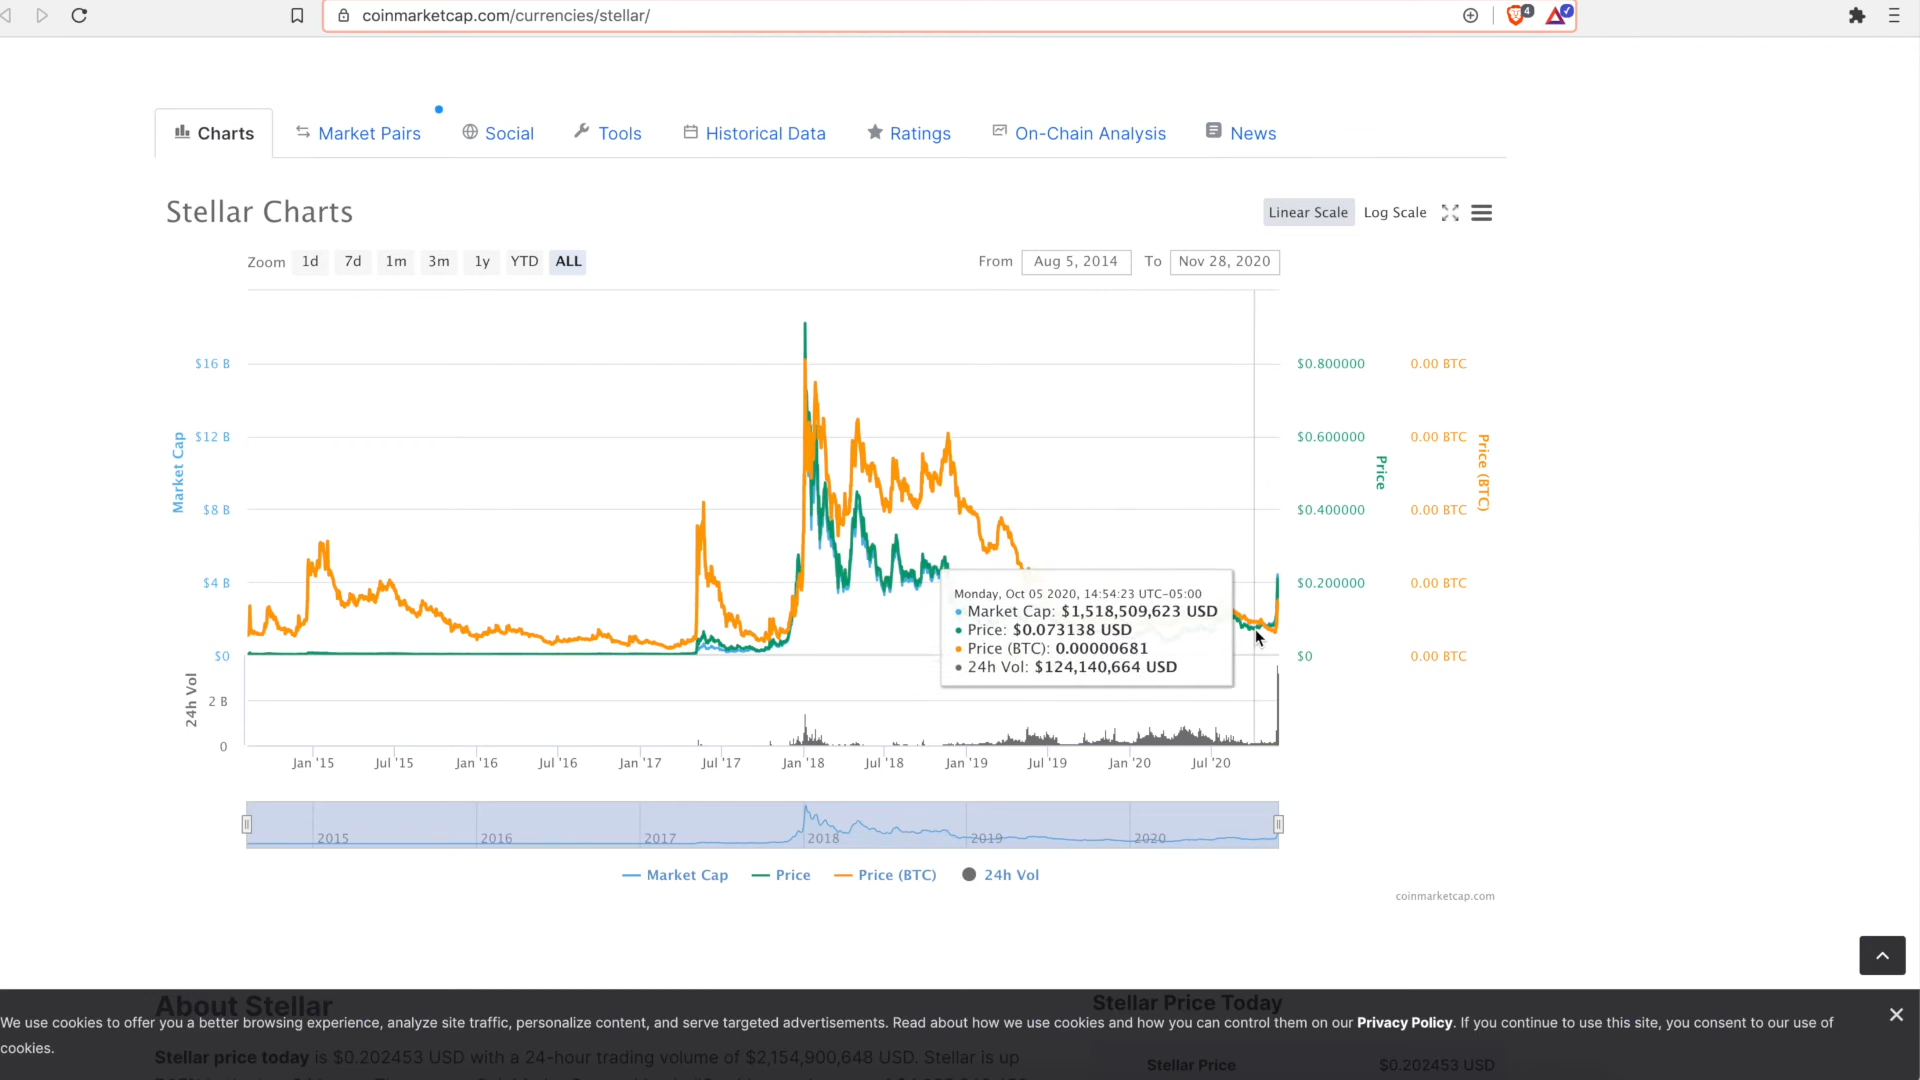 coinmarketcap.com/currencies/stellar/
4
Charts Market Pairs Social Tools Historical Data Ratings On-Chain Analysis News
Stellar Charts
Linear Scale Log Scale
Zoom 1d 7d 1m 3m 1y YTD ALL
From Aug 5, 2014 To Nov 28, 2020
$16 B $0.800000 0.00 BTC
$12 B $0.600000 0.00 BTC
Market Cap
Price
Price (BTC)
$8 B $0.400000 0.00 BTC
$4 B $0.200000 0.00 BTC
Monday, Oct 05 2020, 14:54:23 UTC-05:00
Market Cap: $1,518,509,623 USD
Price: $0.073138 USD
Price (BTC): 0.00000681
24h Vol: $124,140,664 USD
$0 $0 0.00 BTC
24h Vol
2 B
0
Jan '15 Jul '15 Jan '16 Jul '16 Jan '17 Jul '17 Jan '18 Jul '18 Jan '19 Jul '19 Jan '20 Jul '20
2015 2016 2017 2018 2019 2020
Market Cap Price Price (BTC) 24h Vol
coinmarketcap.com
About Stellar
Stellar Price Today
We use cookies to offer you a better browsing experience, analyze site traffic, personalize content, and serve targeted advertisements. Read about how we use cookies and how you can control them on our Privacy Policy. If you continue to use this site, you consent to our use of
cookies.
Stellar price today is $0.202453 USD with a 24-hour trading volume of $2,154,900,648 USD. Stellar is up
Stellar Price $0.202453 USD